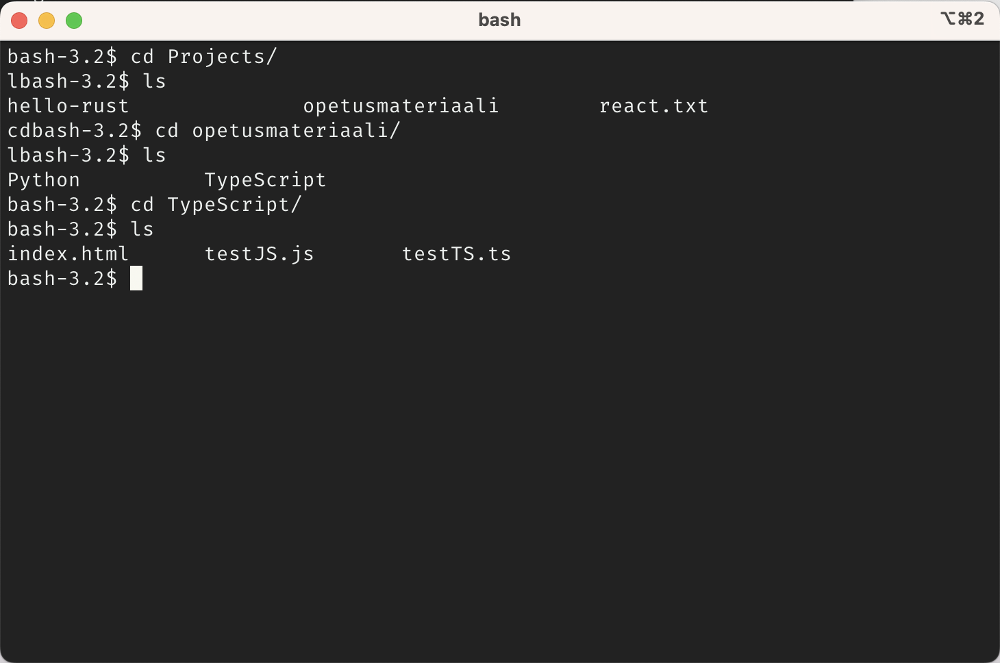 bash ⌥⌘2
bash-3.2$ cd Projects/
lbash-3.2$ ls
hello-rust opetusmateriaali react.txt
cdbash-3.2$ cd opetusmateriaali/
lbash-3.2$ ls
Python TypeScript
bash-3.2$ cd TypeScript/
bash-3.2$ ls
index.html testJS.js testTS.ts
bash-3.2$